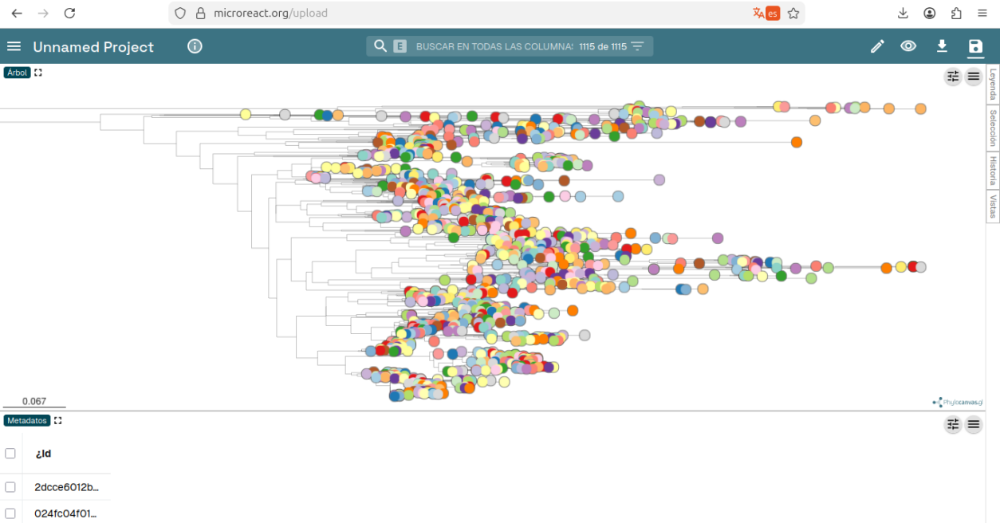 microreact.org/upload
es
Unnamed Project
E BUSCAR EN TODAS LAS COLUMNA: 1115 de 1115
Árbol
Leyenda
Selección
Historia
Vistas
0.067
Phylocanvas.gl
Metadatos
¿Id
2dcce6012b...
024fc04f01...